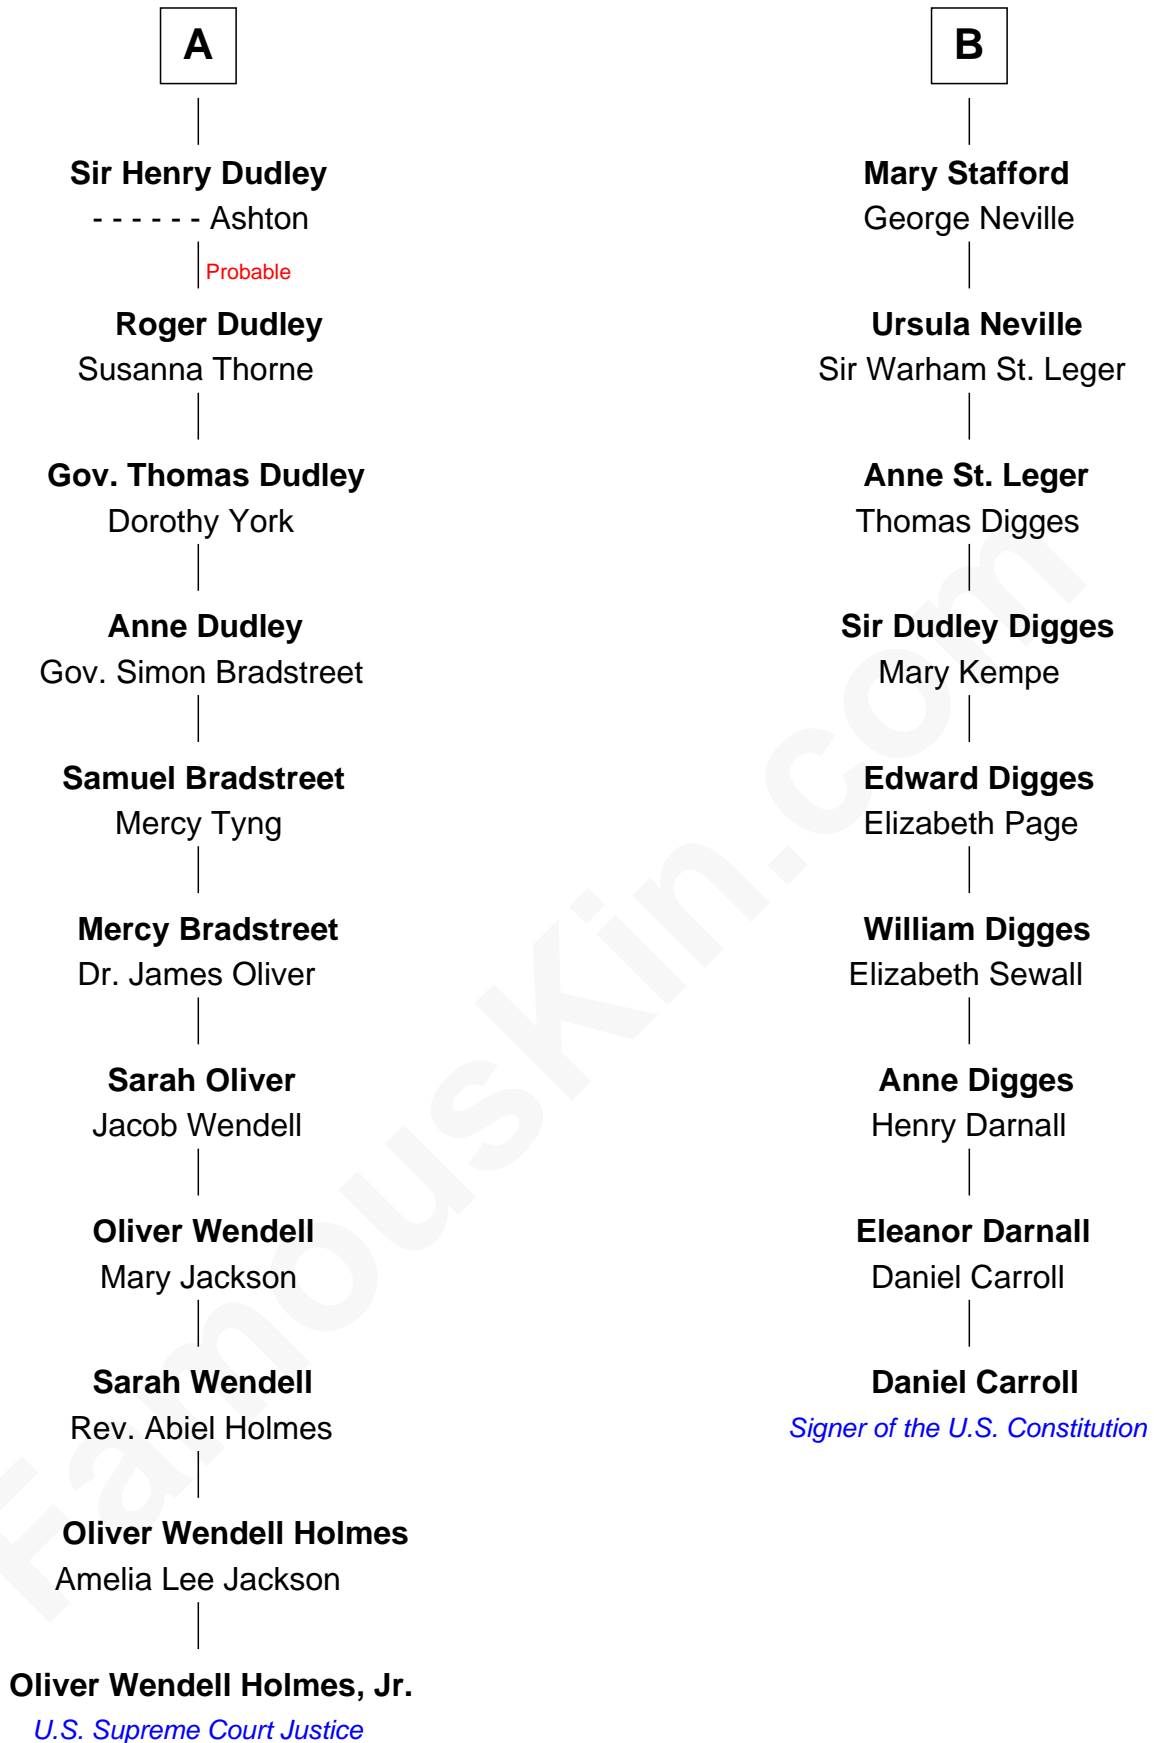 A
Sir Henry Dudley
- - - - - - Ashton
Probable
Roger Dudley
Susanna Thorne
Gov. Thomas Dudley
Dorothy York
Anne Dudley
Gov. Simon Bradstreet
Samuel Bradstreet
Mercy Tyng
Mercy Bradstreet
Dr. James Oliver
Sarah Oliver
Jacob Wendell
Oliver Wendell
Mary Jackson
Sarah Wendell
Rev. Abiel Holmes
Oliver Wendell Holmes
Amelia Lee Jackson
Oliver Wendell Holmes, Jr.
U.S. Supreme Court Justice
B
Mary Stafford
George Neville
Ursula Neville
Sir Warham St. Leger
Anne St. Leger
Thomas Digges
Sir Dudley Digges
Mary Kempe
Edward Digges
Elizabeth Page
William Digges
Elizabeth Sewall
Anne Digges
Henry Darnall
Eleanor Darnall
Daniel Carroll
Daniel Carroll
Signer of the U.S. Constitution
FamousKin.com